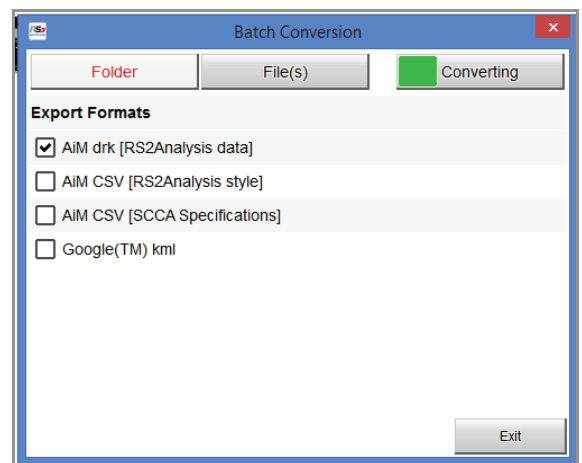 RS3
Batch Conversion
Folder
File(s)
Converting
Export Formats
AiM drk [RS2Analysis data]
AiM CSV [RS2Analysis style]
AiM CSV [SCCA Specifications]
Google(TM) kml
Exit